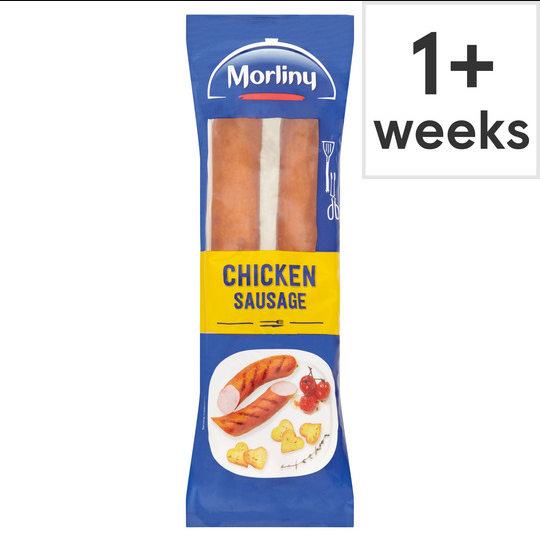 Morliny
1+
weeks
CHICKEN
SAUSAGE